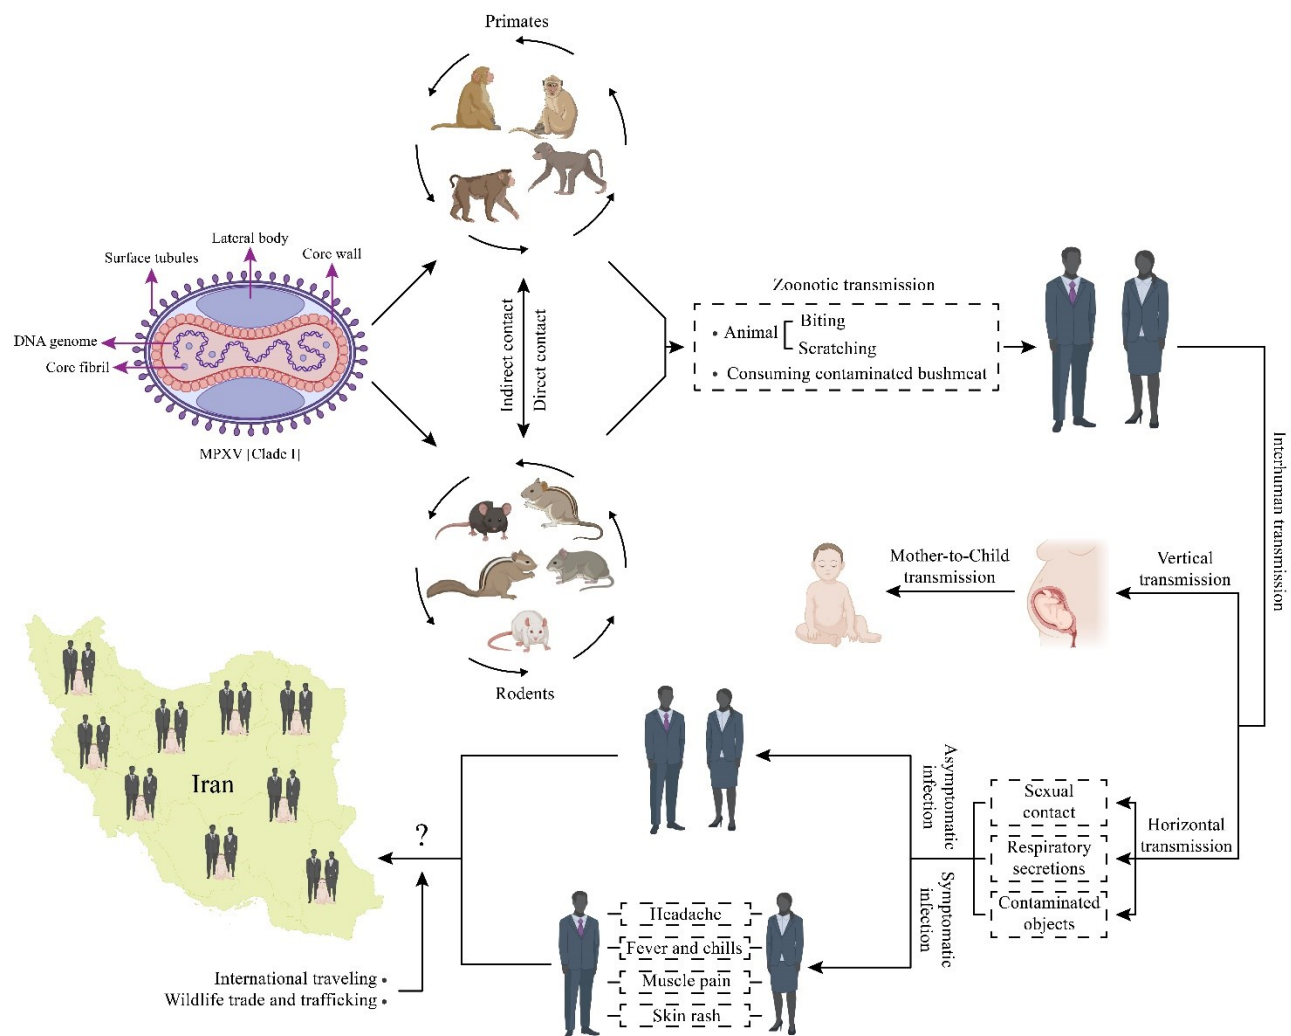 Primates
Lateral body
Surface tubules
Core wall
DNA genome
Core fibril
MPXV [Clade I]
Indirect contact
Direct contact
Zoonotic transmission
• Animal
Biting
Scratching
• Consuming contaminated bushmeat
Interhuman transmission
Mother-to-Child
transmission
Vertical
transmission
Rodents
Iran
Asymptomatic
infection
Symptomatic
infection
Sexual
contact
Respiratory
secretions
Contaminated
objects
Horizontal
transmission
?
Headache
Fever and chills
Muscle pain
Skin rash
International traveling •
Wildlife trade and trafficking •